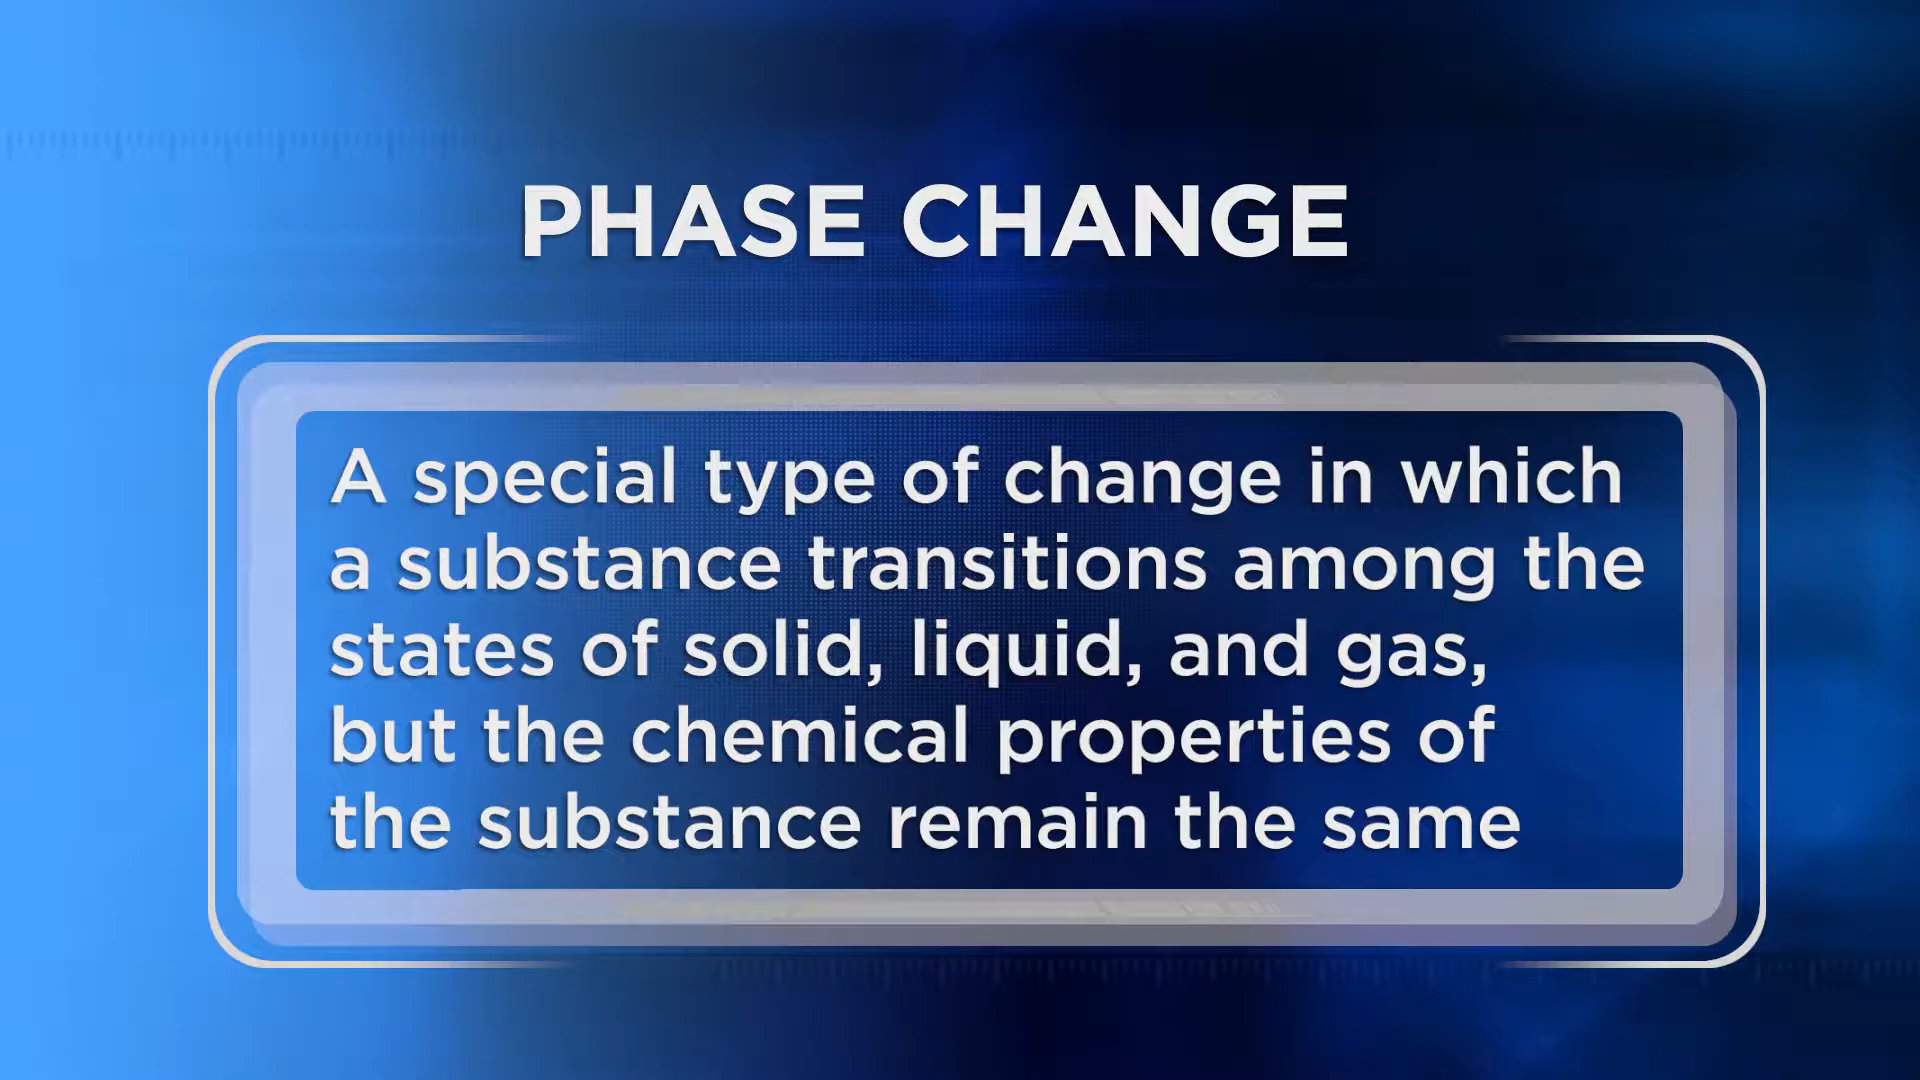 PHASE CHANGE
A special type of change in which
a substance transitions among the
states of solid, liquid, and gas,
but the chemical properties of
the substance remain the same